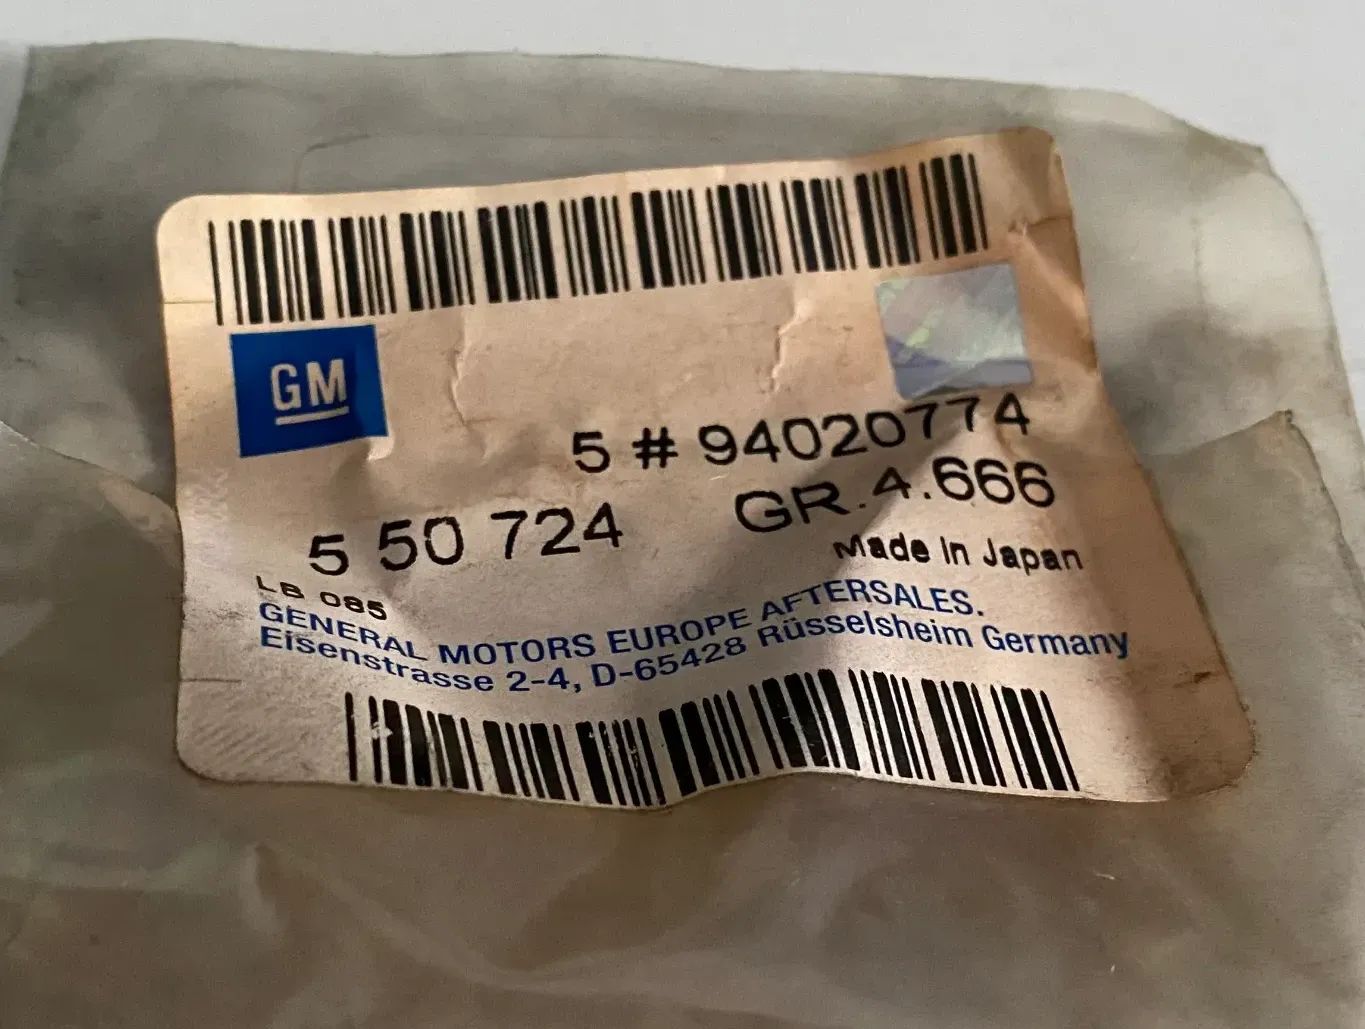 GM
5 # 94020774
5 50 724 GR.4.666
Made in Japan
LB 085
GENERAL MOTORS EUROPE AFTERSALES.
Eisenstrasse 2-4, D-65428 Rüsselsheim Germany